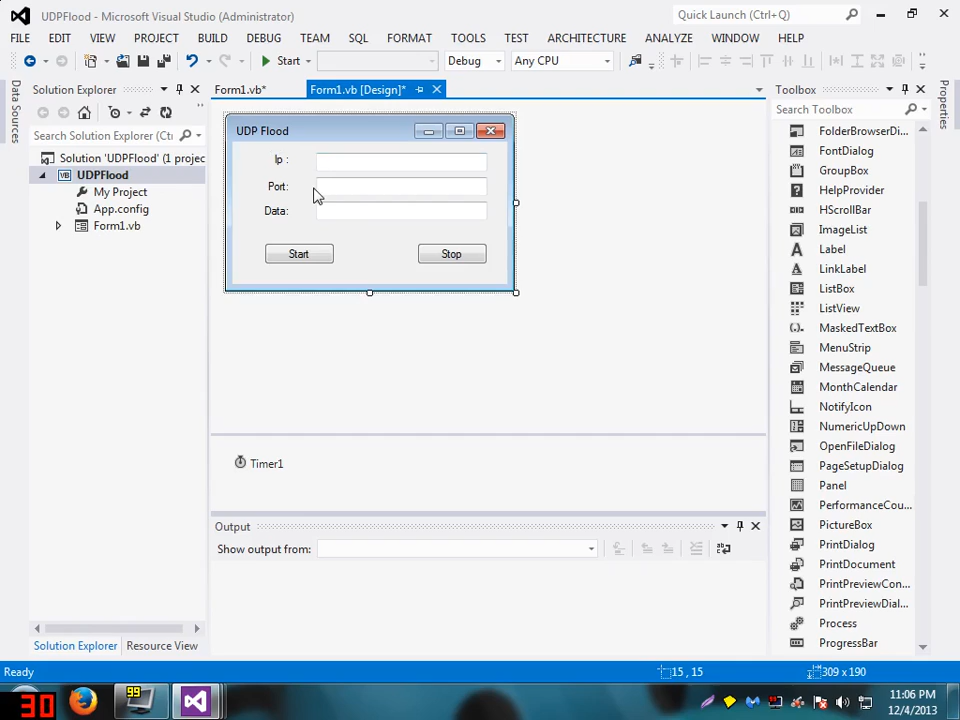 UDPFlood - Microsoft Visual Studio (Administrator)
Quick Launch (Ctrl+Q)
FILE EDIT VIEW PROJECT BUILD DEBUG TEAM SQL FORMAT TOOLS TEST ARCHITECTURE ANALYZE WINDOW HELP
Start Debug Any CPU
Data Sources
Solution Explorer
Search Solution Explorer (Ctrl
Solution 'UDPFlood' (1 projec
VB UDPFlood
My Project
App.config
Form1.vb
Solution Explorer Resource View
Form1.vb* Form1.vb [Design]*
UDP Flood
Ip :
Port:
Data:
Start Stop
Timer1
Output
Show output from:
Toolbox
Search Toolbox
FolderBrowserDi...
FontDialog
GroupBox
HelpProvider
HScrollBar
ImageList
A Label
A LinkLabel
ListBox
ListView
MaskedTextBox
MenuStrip
MessageQueue
MonthCalendar
NotifyIcon
NumericUpDown
OpenFileDialog
PageSetupDialog
Panel
PerformanceCou...
PictureBox
PrintDialog
PrintDocument
PrintPreviewCon...
PrintPreviewDial...
Process
ProgressBar
Properties
Ready 15 , 15 309 x 190
30 99 11:06 PM
12/4/2013